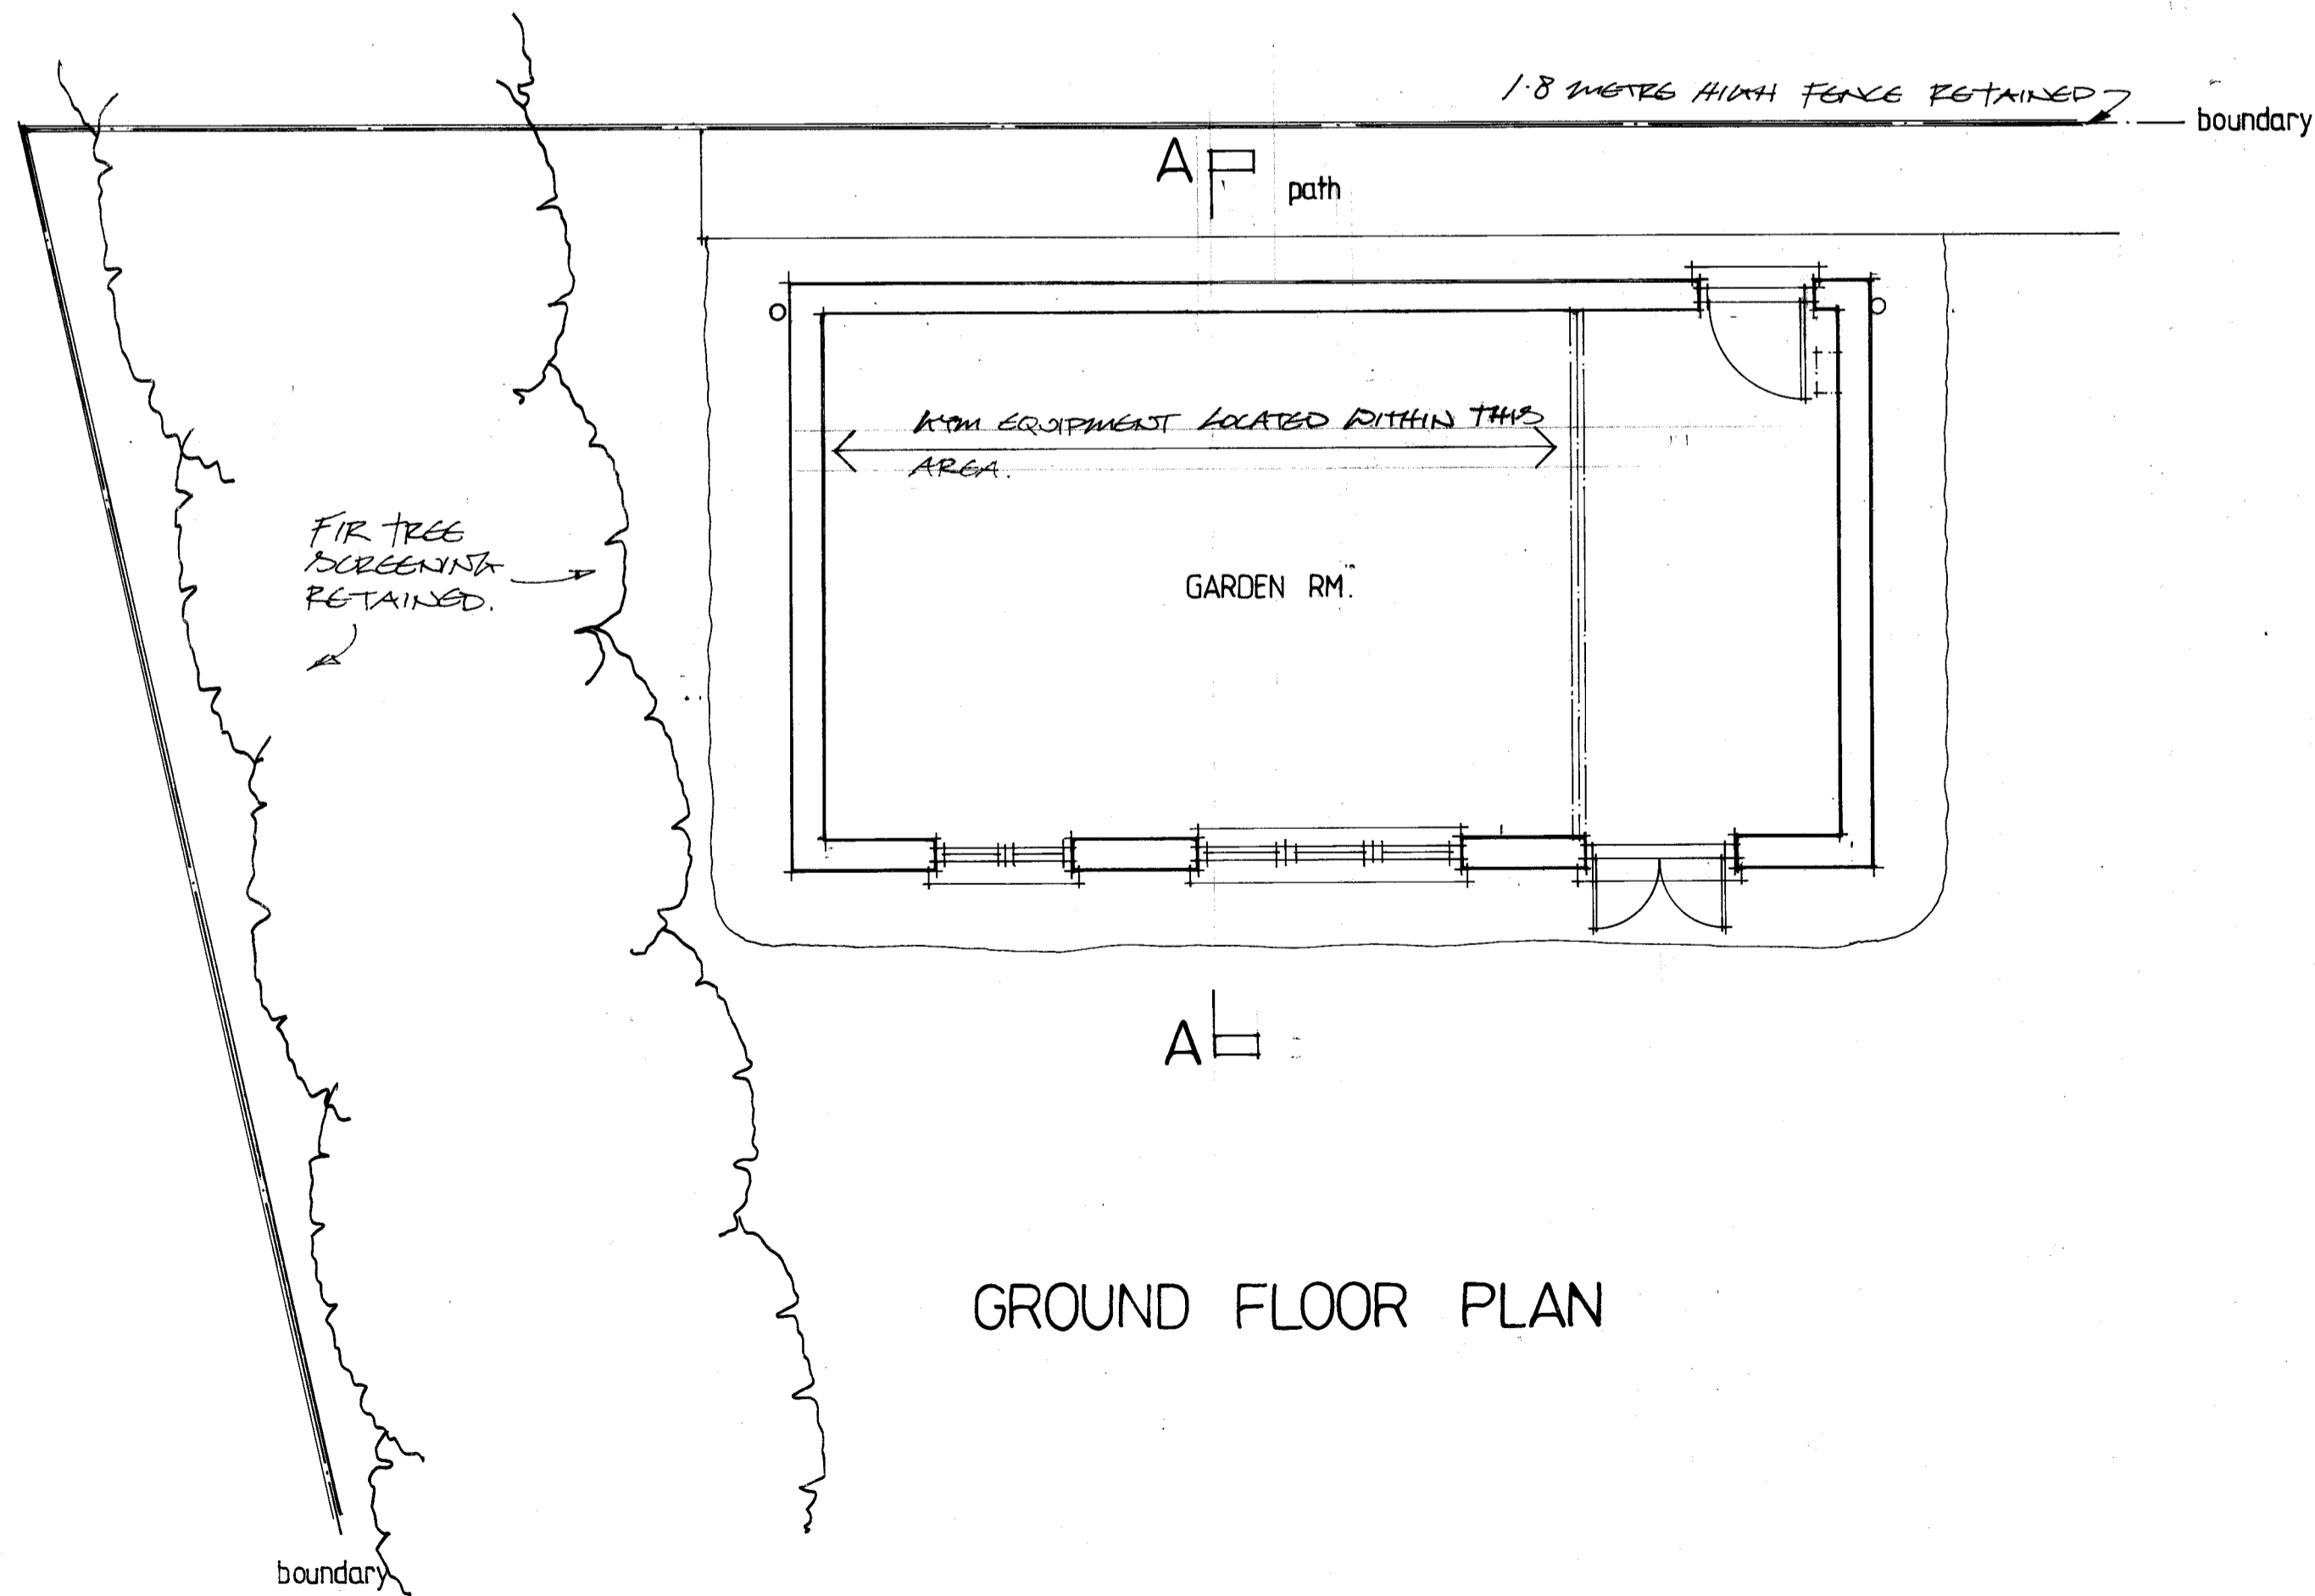 1.8 METRE HIGH FENCE RETAINED
boundary
A
path
GYM EQUIPMENT LOCATED WITHIN THIS
AREA.
FIR TREE
SCREENING
RETAINED.
GARDEN RM.
A
GROUND FLOOR PLAN
boundary